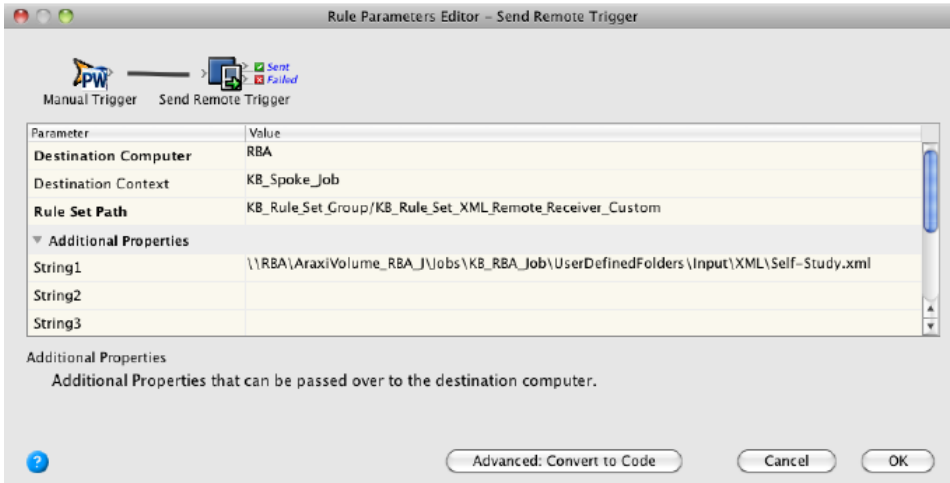 Rule Parameters Editor – Send Remote Trigger
PW
Sent
Failed
Manual Trigger Send Remote Trigger
Parameter Value
Destination Computer RBA
Destination Context KB_Spoke_Job
Rule Set Path KB_Rule_Set_Group/KB_Rule_Set_XML_Remote_Receiver_Custom
Additional Properties
String1 \\RBA\AraxiVolume_RBA_J\Jobs\KB_RBA_Job\UserDefinedFolders\Input\XML\Self-Study.xml
String2
String3
Additional Properties
Additional Properties that can be passed over to the destination computer.
? Advanced: Convert to Code Cancel OK